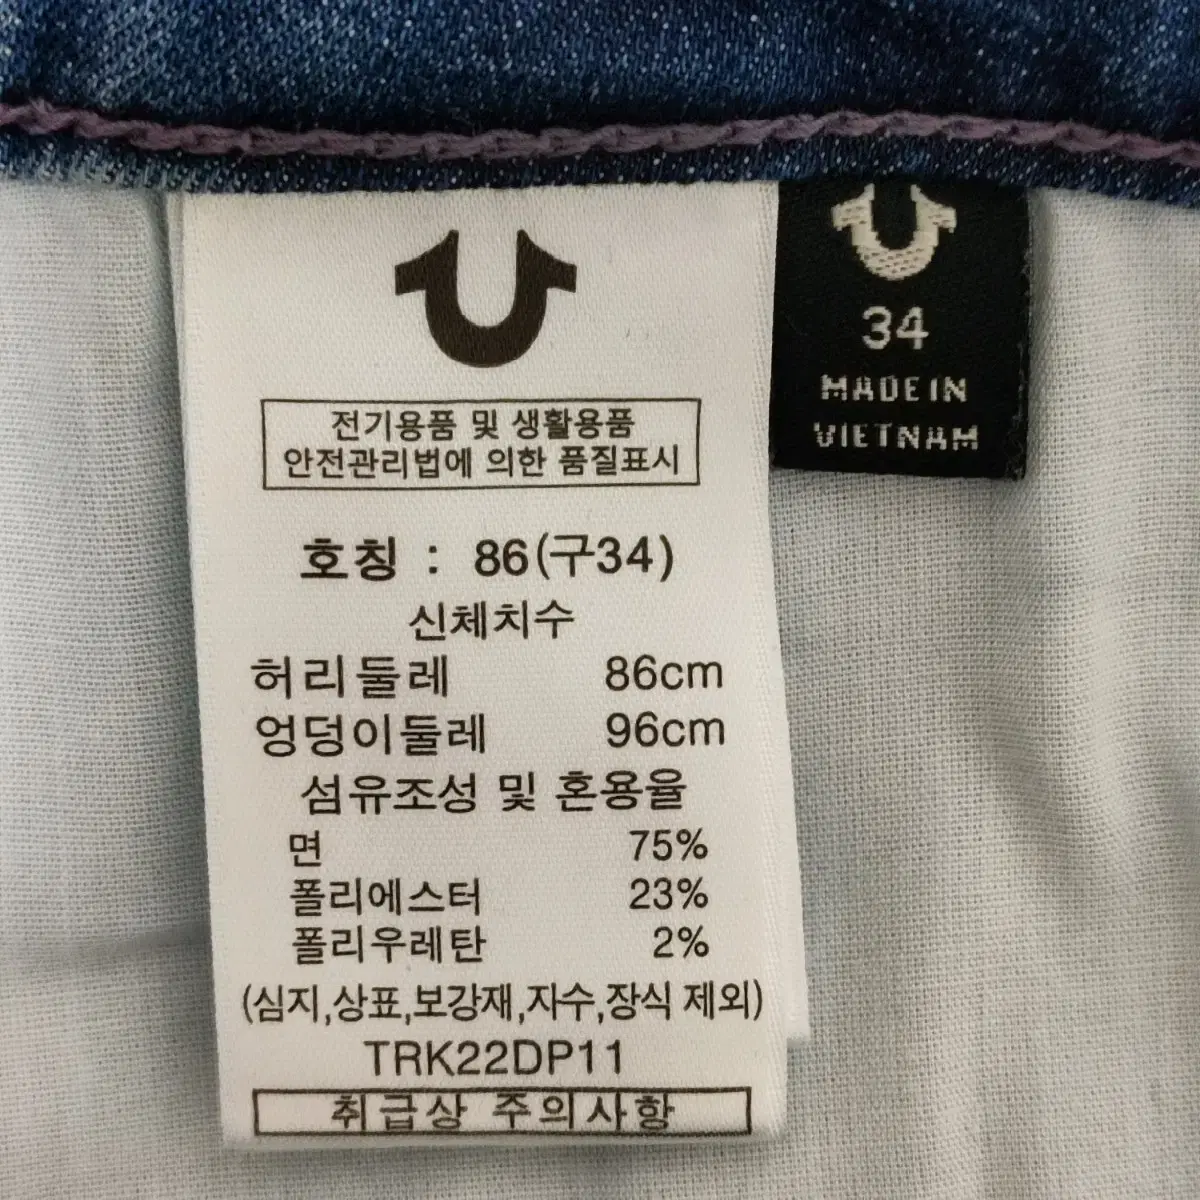 전기용품 및 생활용품
안전관리법에 의한 품질표시
호칭 : 86(구34)
신체치수
허리둘레 86cm
엉덩이둘레 96cm
섬유조성 및 혼용율
면 75%
폴리에스터 23%
폴리우레탄 2%
(심지,상표,보강재,자수,장식 제외)
TRK22DP11
취급상 주의사항
34
MADE IN
VIETNAM